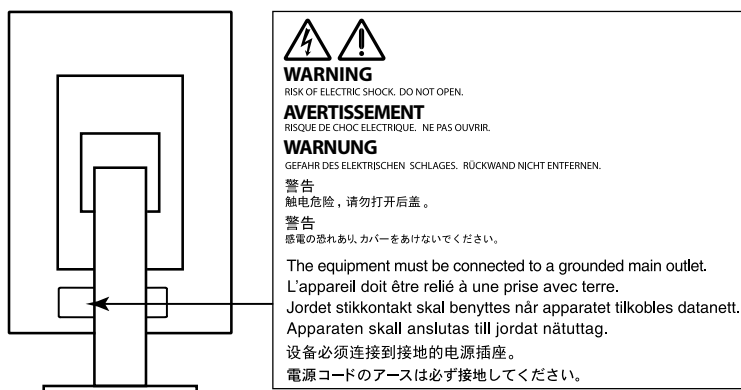 WARNING
RISK OF ELECTRIC SHOCK. DO NOT OPEN.
AVERTISSEMENT
RISQUE DE CHOC ELECTRIQUE. NE PAS OUVRIR.
WARNUNG
GEFAHR DES ELEKTRISCHEN SCHLAGES. RÜCKWAND NICHT ENTFERNEN.
警告
触电危险，请勿打开后盖。
警告
感電の恐れあり、カバーをあけないでください。
The equipment must be connected to a grounded main outlet.
L'appareil doit être relié à une prise avec terre.
Jordet stikkontakt skal benyttes når apparatet tilkobles datanett.
Apparaten skall anslutas till jordat nätuttag.
设备必须连接到接地的电源插座。
電源コードのアースは必ず接地してください。